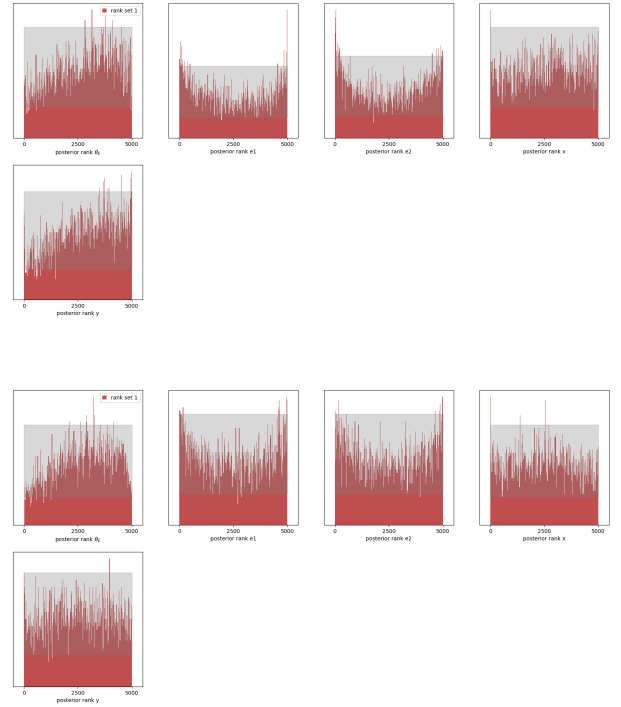 rank set 1
0 2500 5000
posterior rank θ_E
0 2500 5000
posterior rank e1
0 2500 5000
posterior rank e2
0 2500 5000
posterior rank x
0 2500 5000
posterior rank y
rank set 1
0 2500 5000
posterior rank θ_E
0 2500 5000
posterior rank e1
0 2500 5000
posterior rank e2
0 2500 5000
posterior rank x
0 2500 5000
posterior rank y